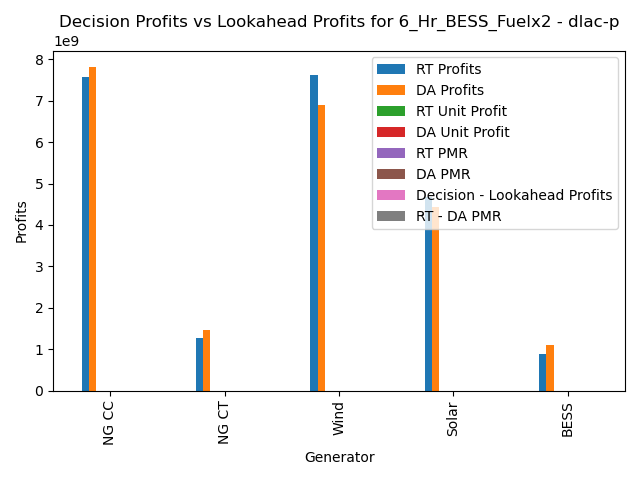 Decision Profits vs Lookahead Profits for 6_Hr_BESS_Fuelx2 - dlac-p
1e9
8
7
6
5
4
3
2
1
0
Profits
RT Profits
DA Profits
RT Unit Profit
DA Unit Profit
RT PMR
DA PMR
Decision - Lookahead Profits
RT - DA PMR
NG CC
NG CT
Wind
Solar
BESS
Generator